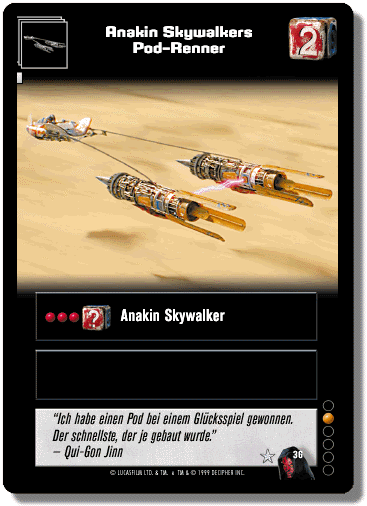 Anakin Skywalkers
Pod-Renner
2
? Anakin Skywalker
“Ich habe einen Pod bei einem Glücksspiel gewonnen.
Der schnellste, der je gebaut wurde.”
– Qui-Gon Jinn
36
© LUCASFILM LTD. & TM. ★ TM & © 1999 DECIPHER INC.